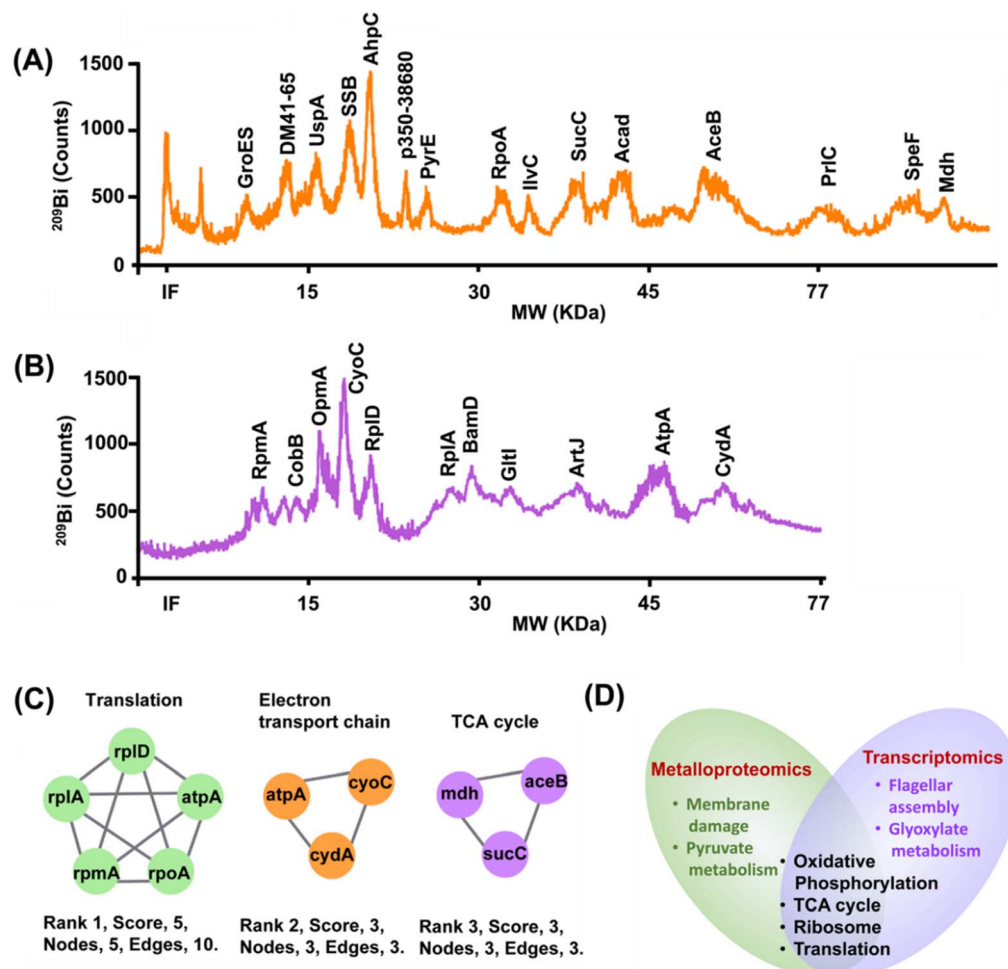 (A)
1500
1000
500
0
²⁰⁹Bi (Counts)
GroES
DM41-65
UspA
SSB
AhpC
p350-38680
PyrE
RpoA
IlvC
SucC
Acad
AceB
PrlC
SpeF
Mdh
IF 15 30 45 77
MW (KDa)
(B)
1500
1000
500
0
²⁰⁹Bi (Counts)
RpmA
CobB
OpmA
CyoC
RplD
RplA
BamD
GltI
ArtJ
AtpA
CydA
IF 15 30 45 77
MW (KDa)
(C)
Translation
rplD
rplA
atpA
rpmA
rpoA
Rank 1, Score, 5,
Nodes, 5, Edges, 10.
Electron
transport chain
atpA
cyoC
cydA
Rank 2, Score, 3,
Nodes, 3, Edges, 3.
TCA cycle
mdh
aceB
sucC
Rank 3, Score, 3,
Nodes, 3, Edges, 3.
(D)
Metalloproteomics
• Membrane
damage
• Pyruvate
metabolism
Transcriptomics
• Flagellar
assembly
• Glyoxylate
metabolism
• Oxidative
Phosphorylation
• TCA cycle
• Ribosome
• Translation